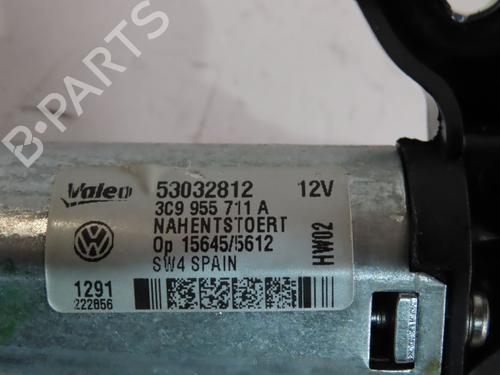 B-PARTS
Valeo 53032812 12V
3C9 955 711 A
NAHENTSTOERT
Op 15645/5612
SW4 SPAIN
HW02
1291
222856